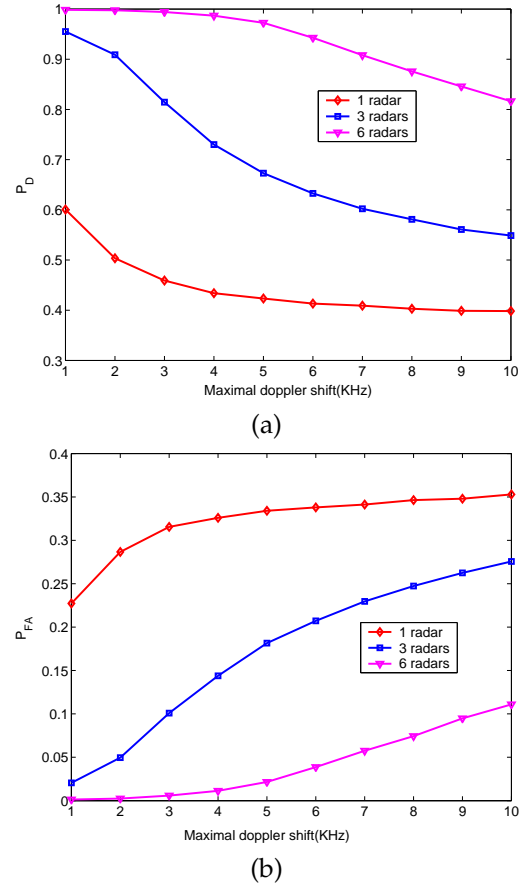 1
0.9
0.8
0.7
0.6
0.5
0.4
0.3
P_D
1 radar
3 radars
6 radars
1 2 3 4 5 6 7 8 9 10
Maximal doppler shift(KHz)
(a)
0.4
0.35
0.3
0.25
0.2
0.15
0.1
0.05
0
P_FA
1 radar
3 radars
6 radars
1 2 3 4 5 6 7 8 9 10
Maximal doppler shift(KHz)
(b)